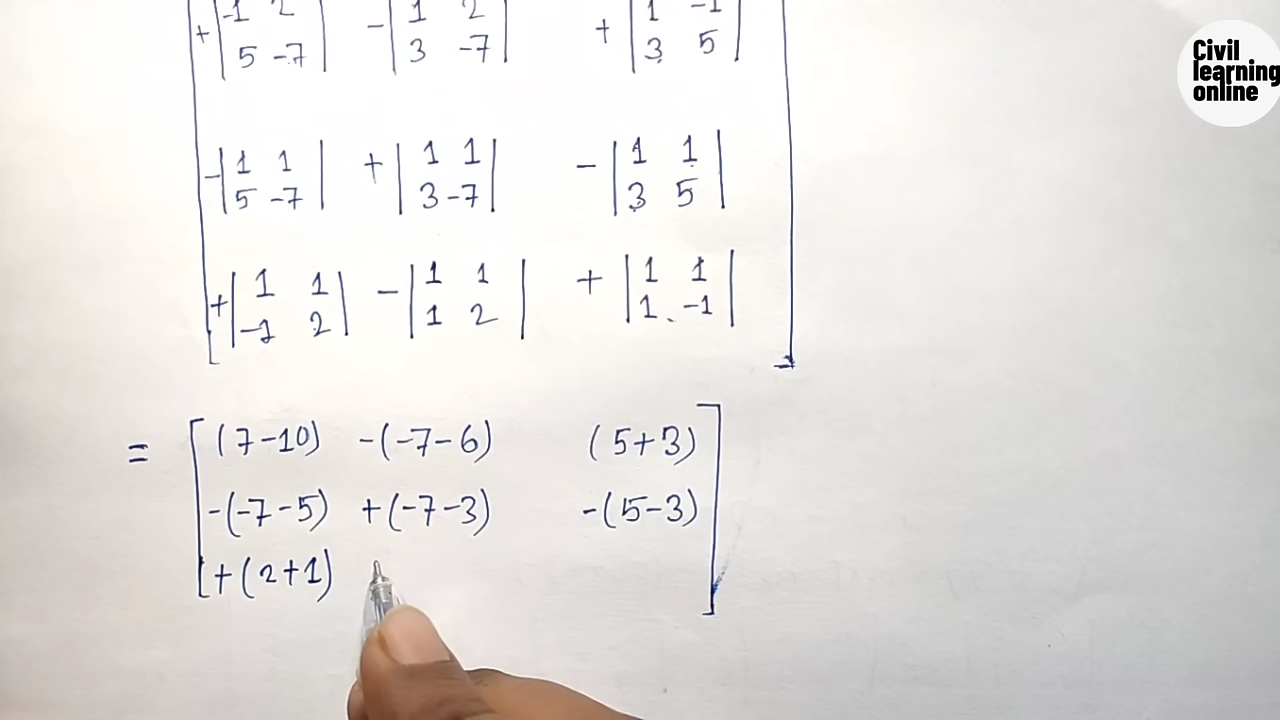 +|-1 2| -|1 2| +|1 -1|
|5 -7| |3 -7| |3 5|
-|1 1| +|1 1| -|1 1|
|5 -7| |3 -7| |3 5|
+|1 1| -|1 1| +|1 1|
|-1 2| |1 2| |1 -1|
= [(7-10) -(-7-6) (5+3)]
-(-7-5) +(-7-3) -(5-3)
+(2+1)
Civil
learning
online